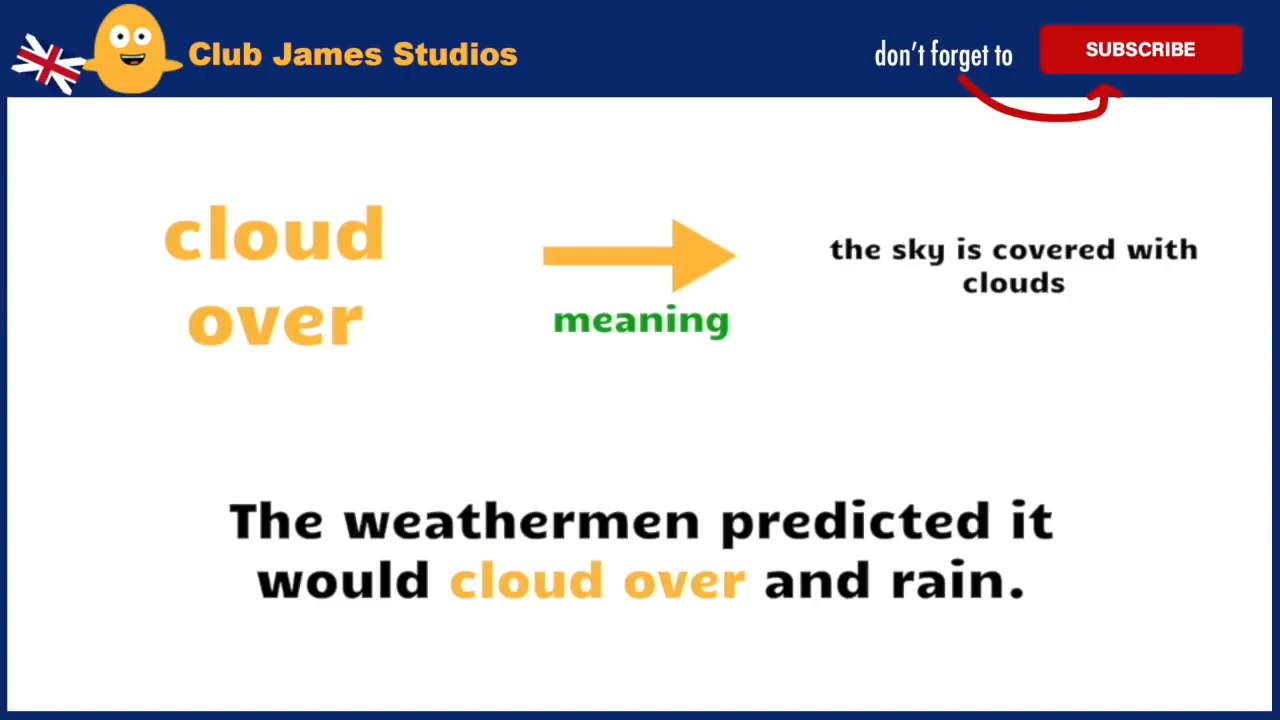 Club James Studios
don't forget to
SUBSCRIBE
cloud
over
meaning
the sky is covered with
clouds
The weathermen predicted it
would cloud over and rain.